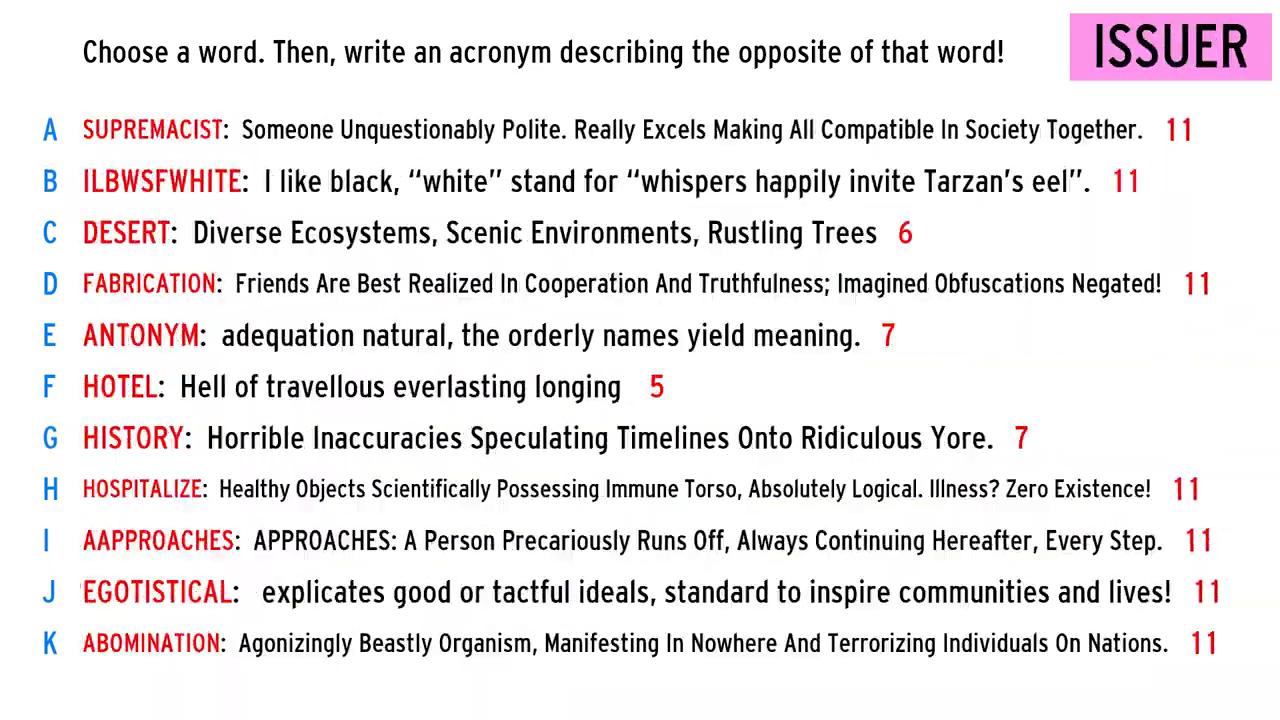 Choose a word. Then, write an acronym describing the opposite of that word! ISSUER
A SUPREMACIST: Someone Unquestionably Polite. Really Excels Making All Compatible In Society Together. 11
B ILBWSFWHITE: I like black, “white” stand for “whispers happily invite Tarzan’s eel”. 11
C DESERT: Diverse Ecosystems, Scenic Environments, Rustling Trees 6
D FABRICATION: Friends Are Best Realized In Cooperation And Truthfulness; Imagined Obfuscations Negated! 11
E ANTONYM: adequation natural, the orderly names yield meaning. 7
F HOTEL: Hell of travellous everlasting longing 5
G HISTORY: Horrible Inaccuracies Speculating Timelines Onto Ridiculous Yore. 7
H HOSPITALIZE: Healthy Objects Scientifically Possessing Immune Torso, Absolutely Logical. Illness? Zero Existence! 11
I AAPPROACHES: APPROACHES: A Person Precariously Runs Off, Always Continuing Hereafter, Every Step. 11
J EGOTISTICAL: explicates good or tactful ideals, standard to inspire communities and lives! 11
K ABOMINATION: Agonizingly Beastly Organism, Manifesting In Nowhere And Terrorizing Individuals On Nations. 11